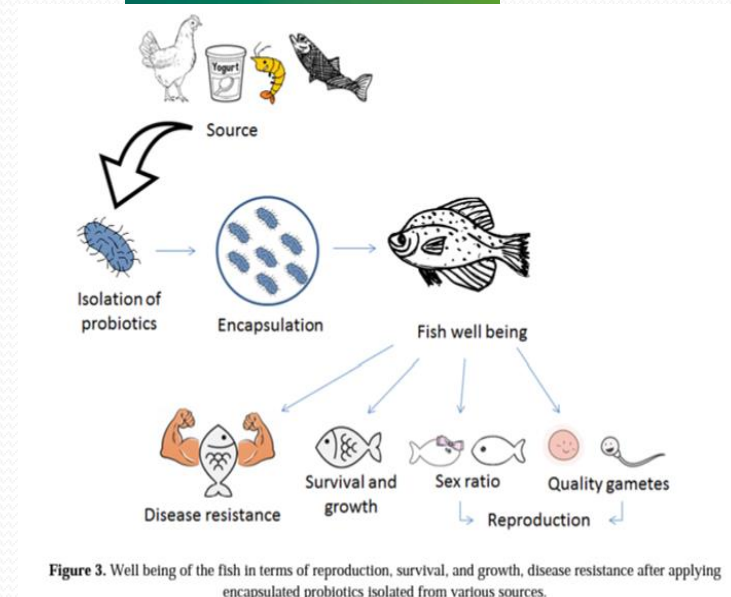 Yogurt
Source
Isolation of
probiotics
Encapsulation
Fish well being
Disease resistance
Survival and
growth
Sex ratio
Quality gametes
Reproduction
Figure 3. Well being of the fish in terms of reproduction, survival, and growth, disease resistance after applying
encapsulated probiotics isolated from various sources.